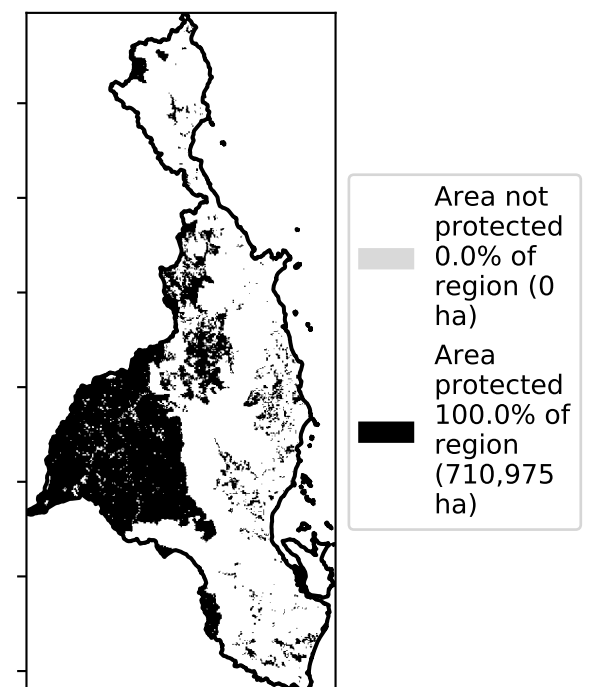 Area not
protected
0.0% of
region (0
ha)
Area
protected
100.0% of
region
(710,975
ha)